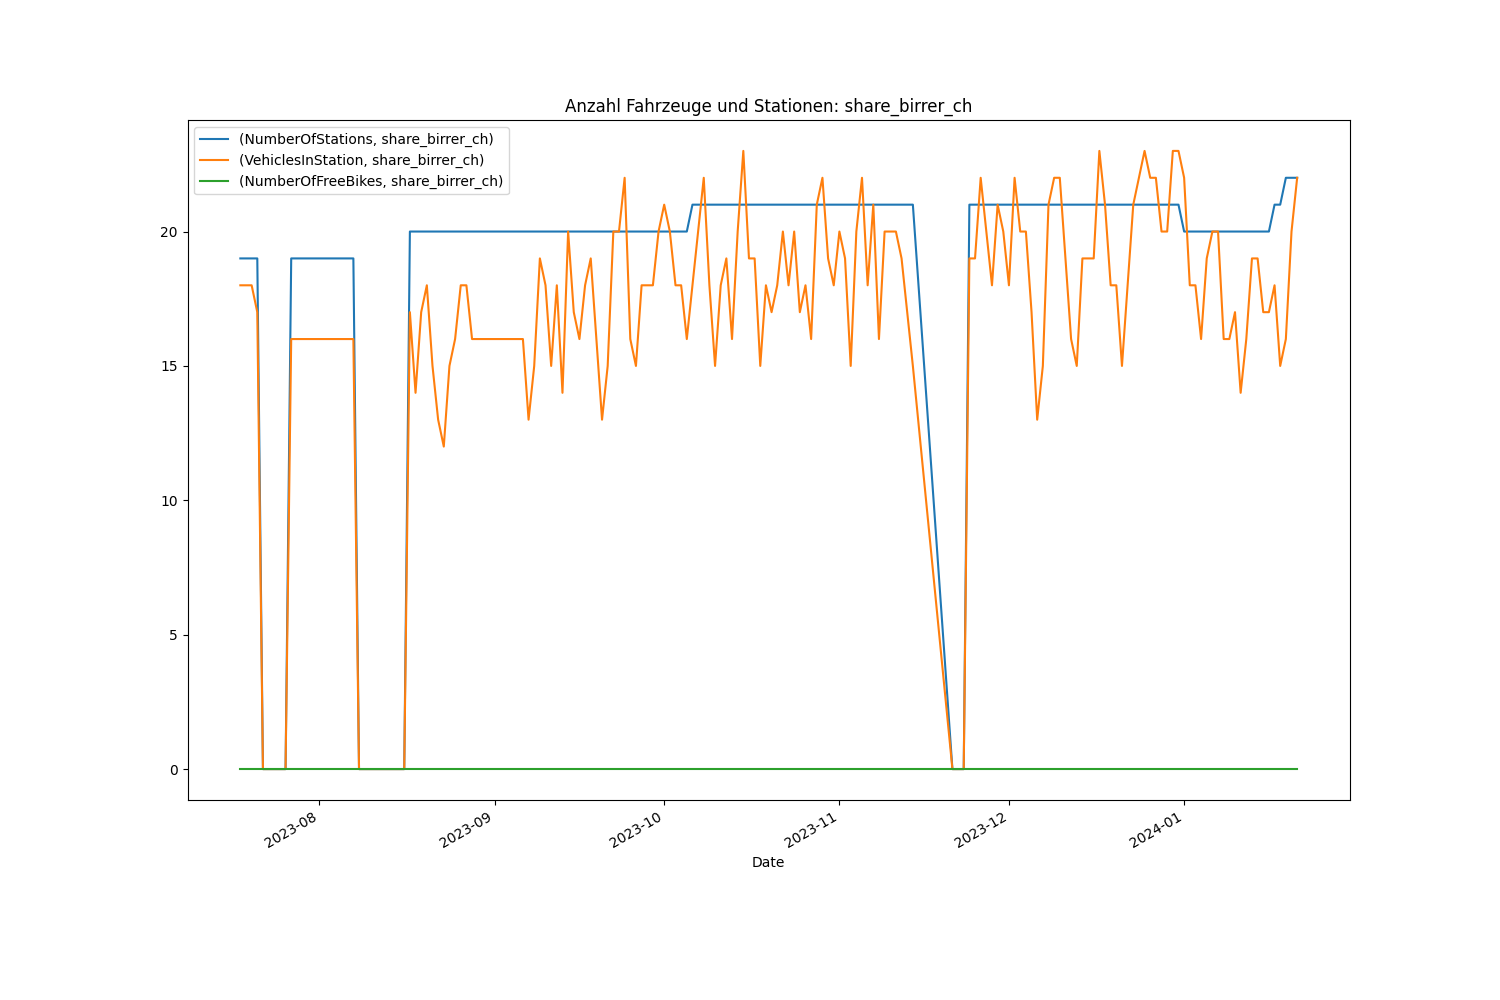 Anzahl Fahrzeuge und Stationen: share_birrer_ch
(NumberOfStations, share_birrer_ch)
(VehiclesInStation, share_birrer_ch)
(NumberOfFreeBikes, share_birrer_ch)
20
15
10
5
0
2023-08
2023-09
2023-10
2023-11
2023-12
2024-01
Date